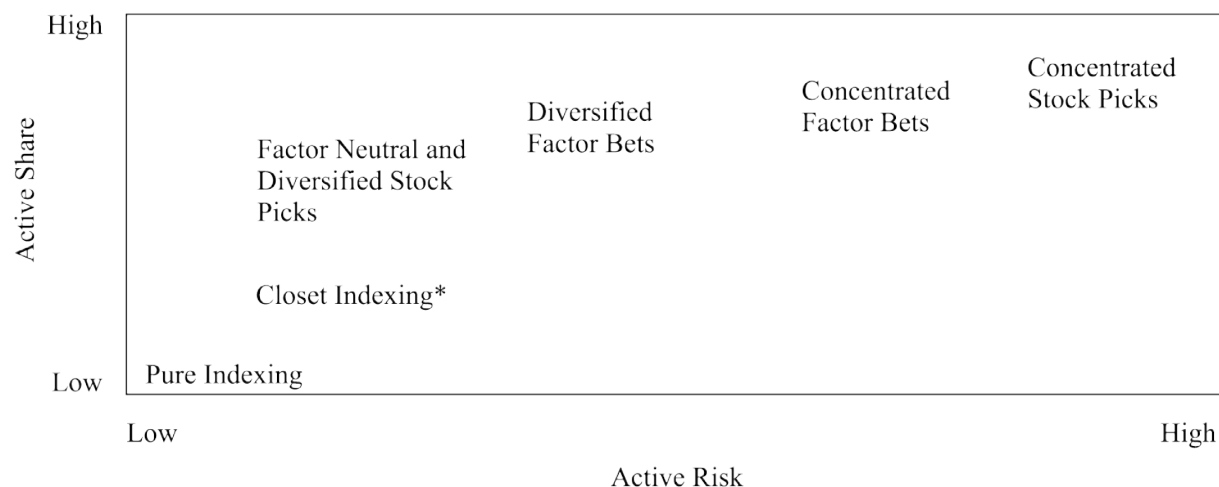 High
Concentrated
Stock Picks
Concentrated
Factor Bets
Diversified
Factor Bets
Factor Neutral and
Diversified Stock
Picks
Active Share
Closet Indexing*
Pure Indexing
Low
Low
High
Active Risk